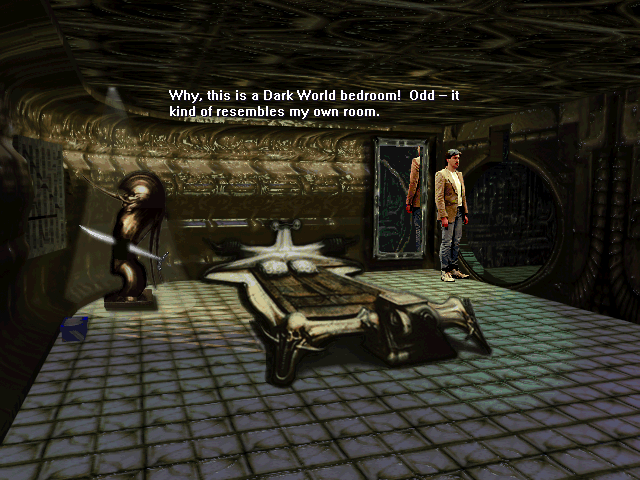 Why, this is a Dark World bedroom!  Odd – it
kind of resembles my own room.